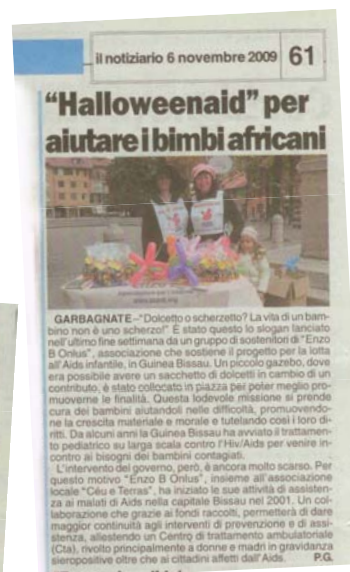 il notiziario 6 novembre 2009 61
“Halloweenaid” per
aiutare i bimbi africani
GARBAGNATE –“Dolcetto o scherzetto? La vita di un bam-
bino non è uno scherzo!” È stato questo lo slogan lanciato
nell'ultimo fine settimana da un gruppo di sostenitori di “Enzo
B Onlus”, associazione che sostiene il progetto per la lotta
all'Aids infantile, in Guinea Bissau. Un piccolo gazebo, dove
era possibile avere un sacchetto di dolcetti in cambio di un
contributo, è stato collocato in piazza per poter meglio pro-
muoverne le finalità. Questa lodevole missione si prende
cura dei bambini aiutandoli nelle difficoltà, promuovendo-
ne la crescita materiale e morale e tutelando così i loro di-
ritti. Da alcuni anni la Guinea Bissau ha avviato il trattamen-
to pediatrico su larga scala contro l'Hiv/Aids per venire in-
contro ai bisogni dei bambini contagiati.
L'intervento del governo, però, è ancora molto scarso. Per
questo motivo “Enzo B Onlus”, insieme all'associazione
locale “Céu e Terras”, ha iniziato le sue attività di assisten-
za ai malati di Aids nella capitale Bissau nel 2001. Un col-
laborazione che grazie ai fondi raccolti, permetterà di dare
maggior continuità agli interventi di prevenzione e di assi-
stenza, allestendo un Centro di trattamento ambulatoriale
(Cta), rivolto principalmente a donne e madri in gravidanza
sieropositive oltre che ai cittadini affetti dall'Aids. P.G.